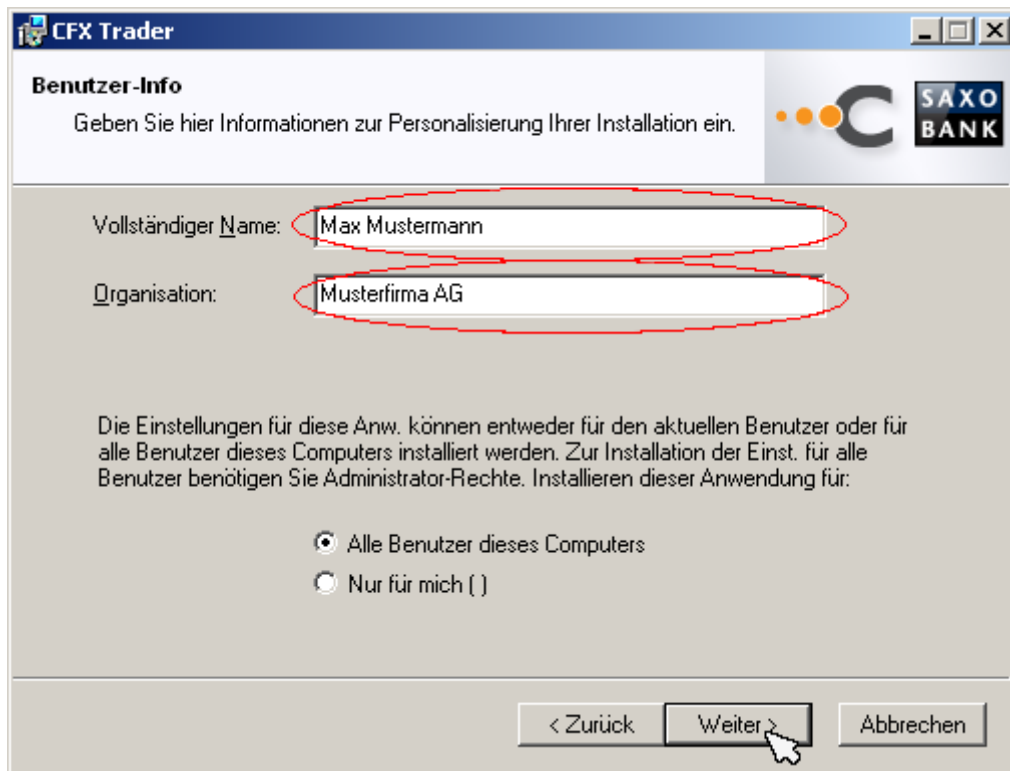 CFX Trader
Benutzer-Info
Geben Sie hier Informationen zur Personalisierung Ihrer Installation ein.
C SAXO
BANK
Vollständiger Name: Max Mustermann
Organisation: Musterfirma AG
Die Einstellungen für diese Anw. können entweder für den aktuellen Benutzer oder für
alle Benutzer dieses Computers installiert werden. Zur Installation der Einst. für alle
Benutzer benötigen Sie Administrator-Rechte. Installieren dieser Anwendung für:
Alle Benutzer dieses Computers
Nur für mich ( )
< Zurück Weiter > Abbrechen